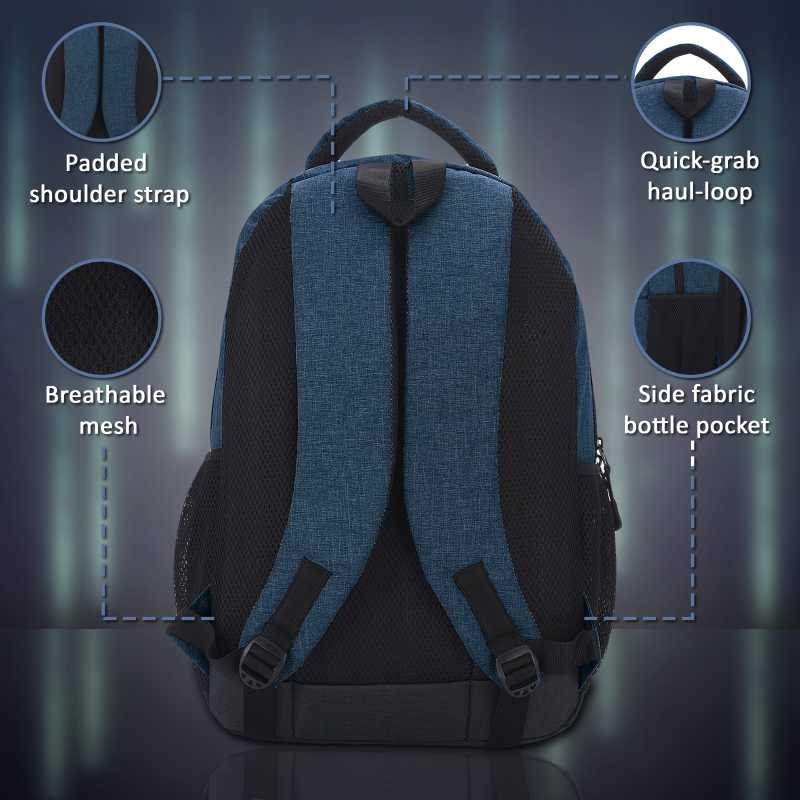 Padded
shoulder strap
Quick-grab
haul-loop
Breathable
mesh
Side fabric
bottle pocket